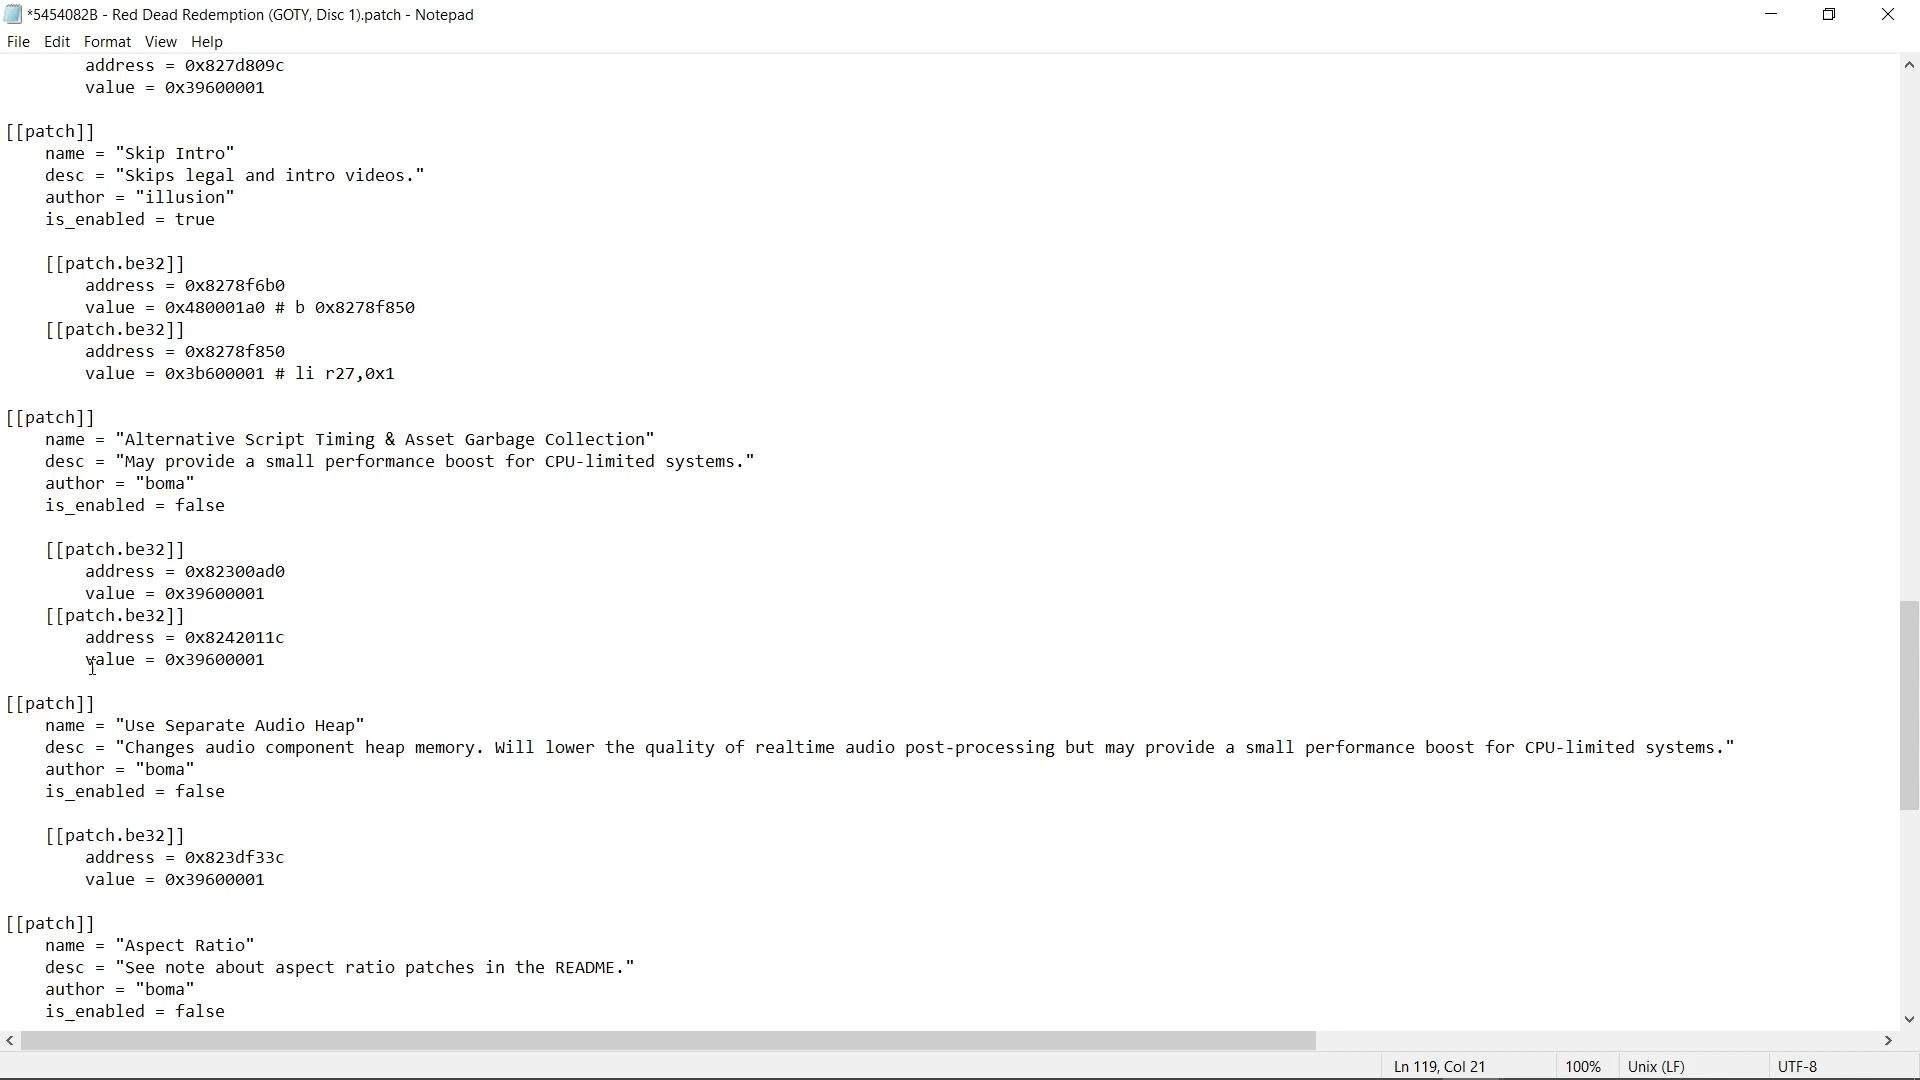 *5454082B - Red Dead Redemption (GOTY, Disc 1).patch - Notepad
File Edit Format View Help
address = 0x827d809c
value = 0x39600001
[[patch]]
name = "Skip Intro"
desc = "Skips legal and intro videos."
author = "illusion"
is_enabled = true
[[patch.be32]]
address = 0x8278f6b0
value = 0x480001a0 # b 0x8278f850
[[patch.be32]]
address = 0x8278f850
value = 0x3b600001 # li r27,0x1
[[patch]]
name = "Alternative Script Timing & Asset Garbage Collection"
desc = "May provide a small performance boost for CPU-limited systems."
author = "boma"
is_enabled = false
[[patch.be32]]
address = 0x82300ad0
value = 0x39600001
[[patch.be32]]
address = 0x8242011c
value = 0x39600001
[[patch]]
name = "Use Separate Audio Heap"
desc = "Changes audio component heap memory. Will lower the quality of realtime audio post-processing but may provide a small performance boost for CPU-limited systems."
author = "boma"
is_enabled = false
[[patch.be32]]
address = 0x823df33c
value = 0x39600001
[[patch]]
name = "Aspect Ratio"
desc = "See note about aspect ratio patches in the README."
author = "boma"
is_enabled = false
Ln 119, Col 21 100% Unix (LF) UTF-8